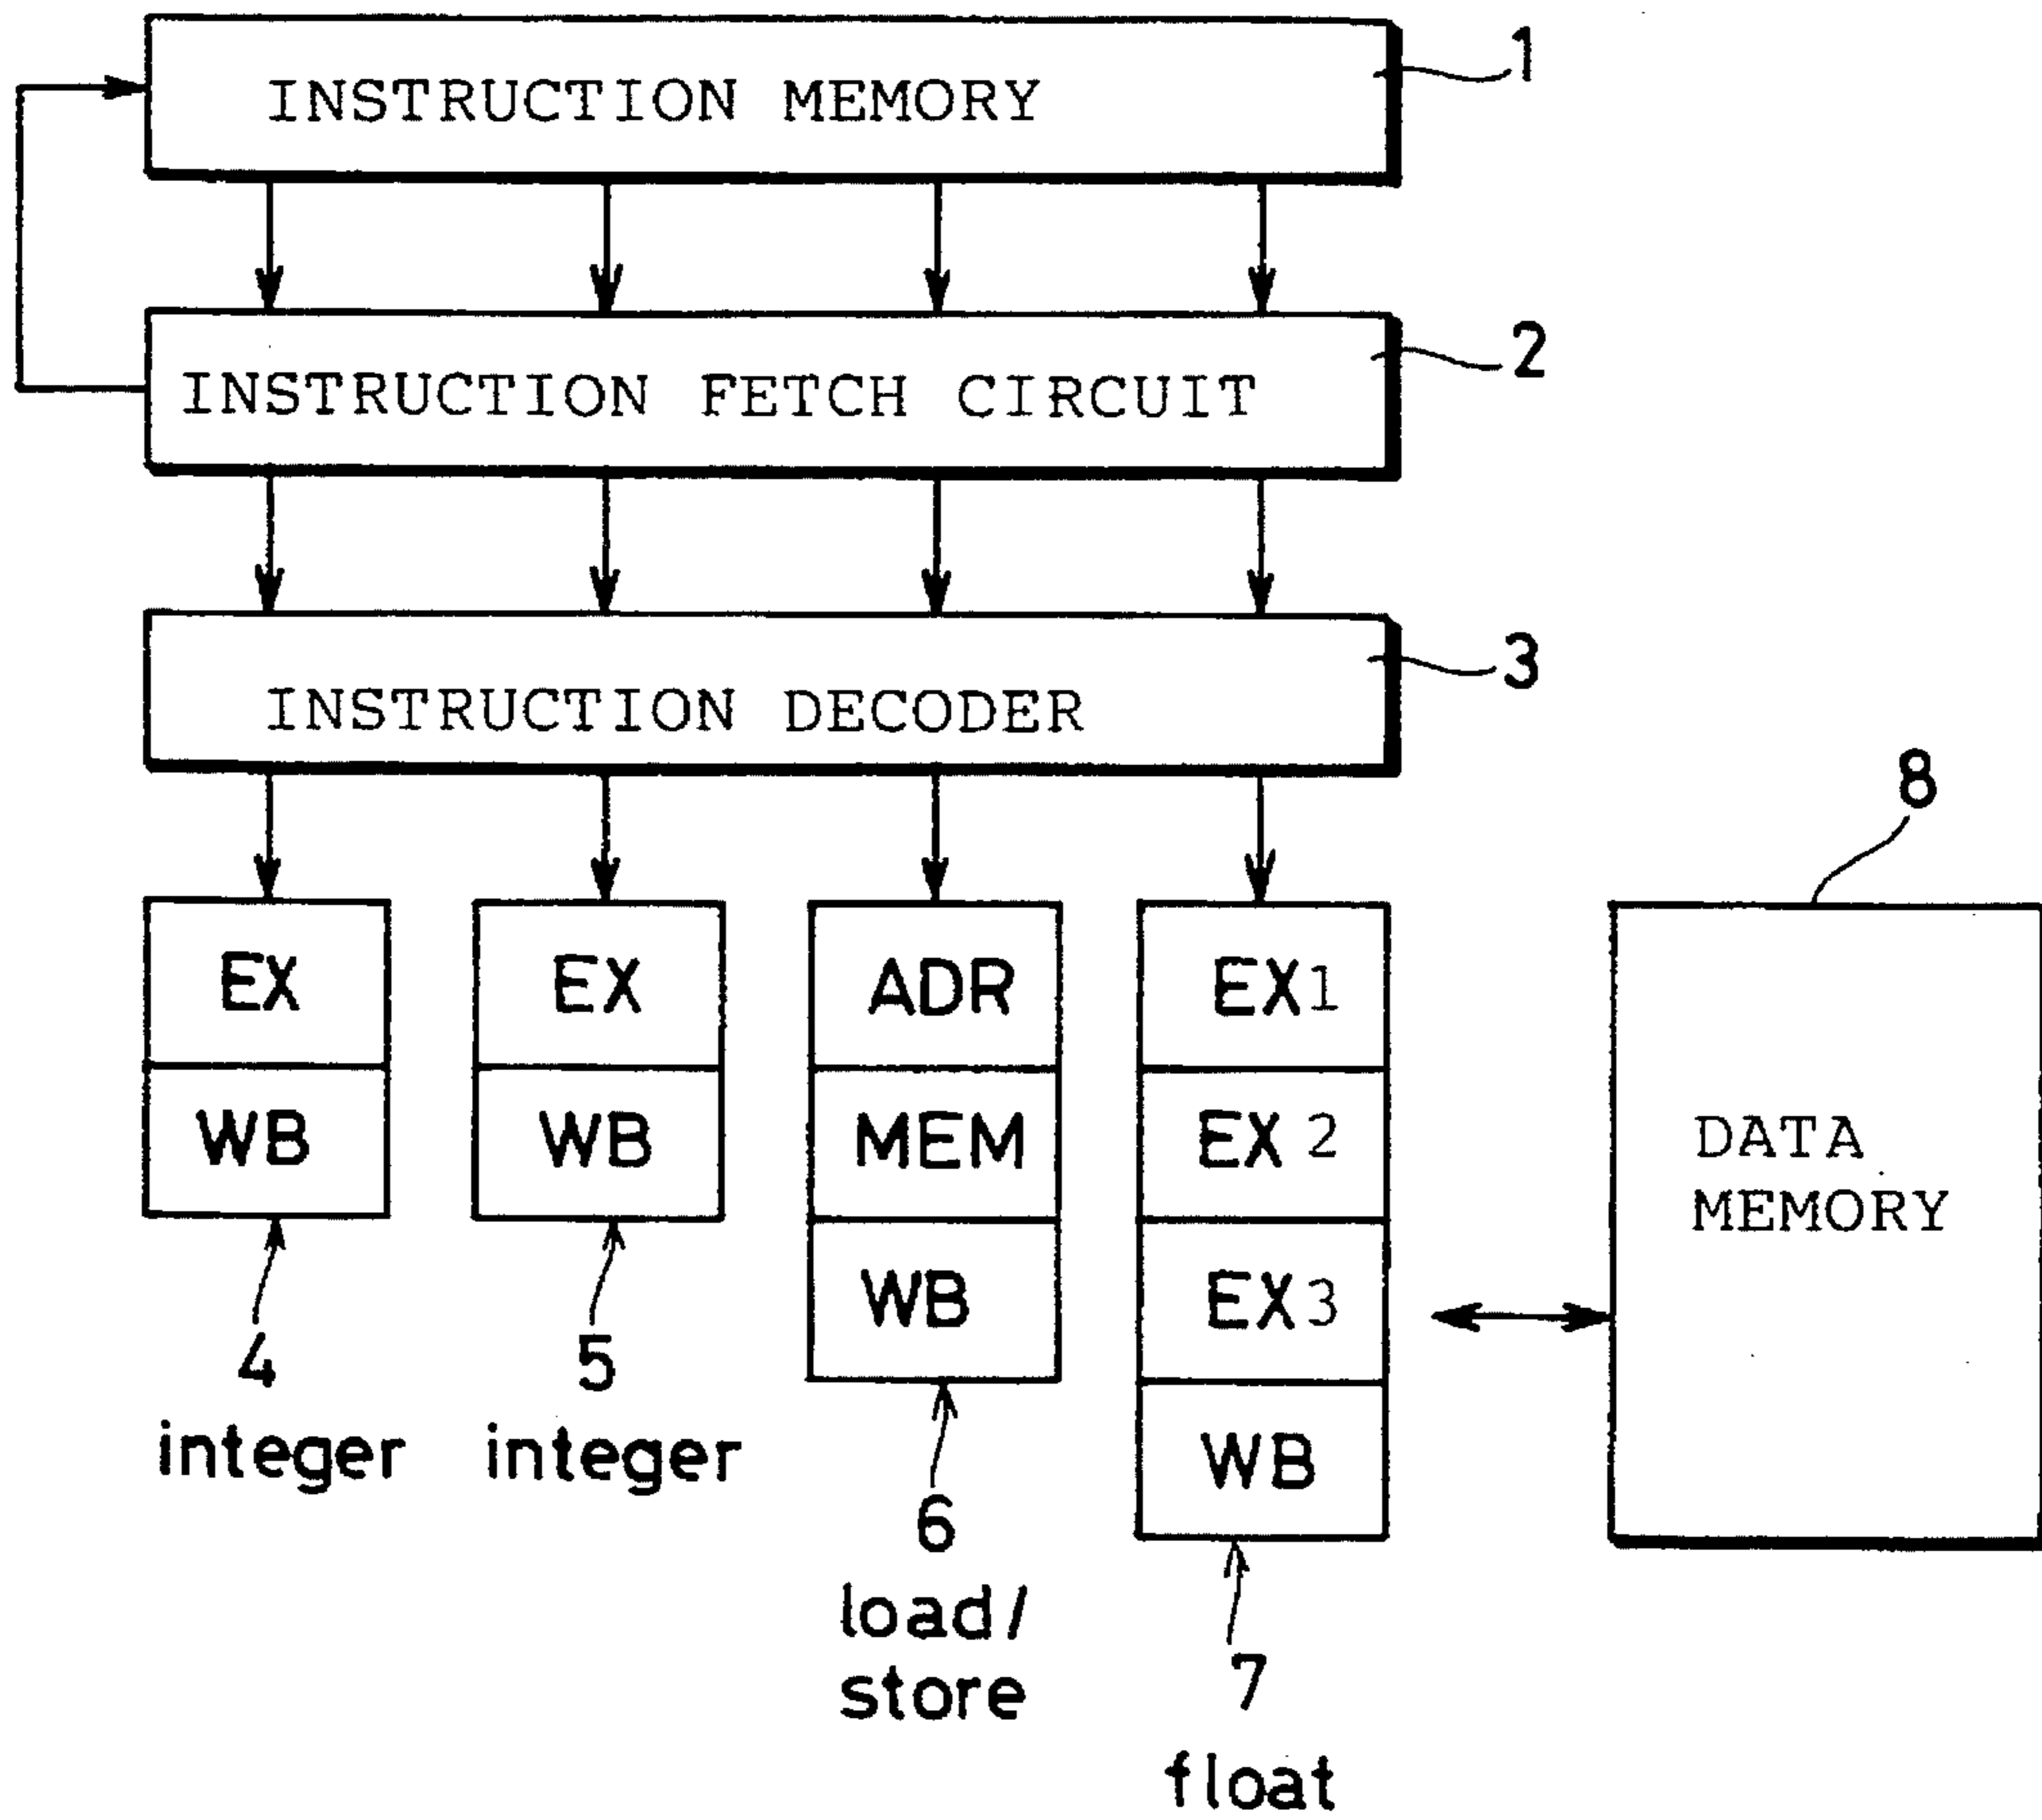 INSTRUCTION MEMORY
1
INSTRUCTION FETCH CIRCUIT
2
INSTRUCTION DECODER
3
8
EX
WB
4
integer
EX
WB
5
integer
ADR
MEM
WB
6
load/
store
EX1
EX2
EX3
WB
7
float
DATA
MEMORY